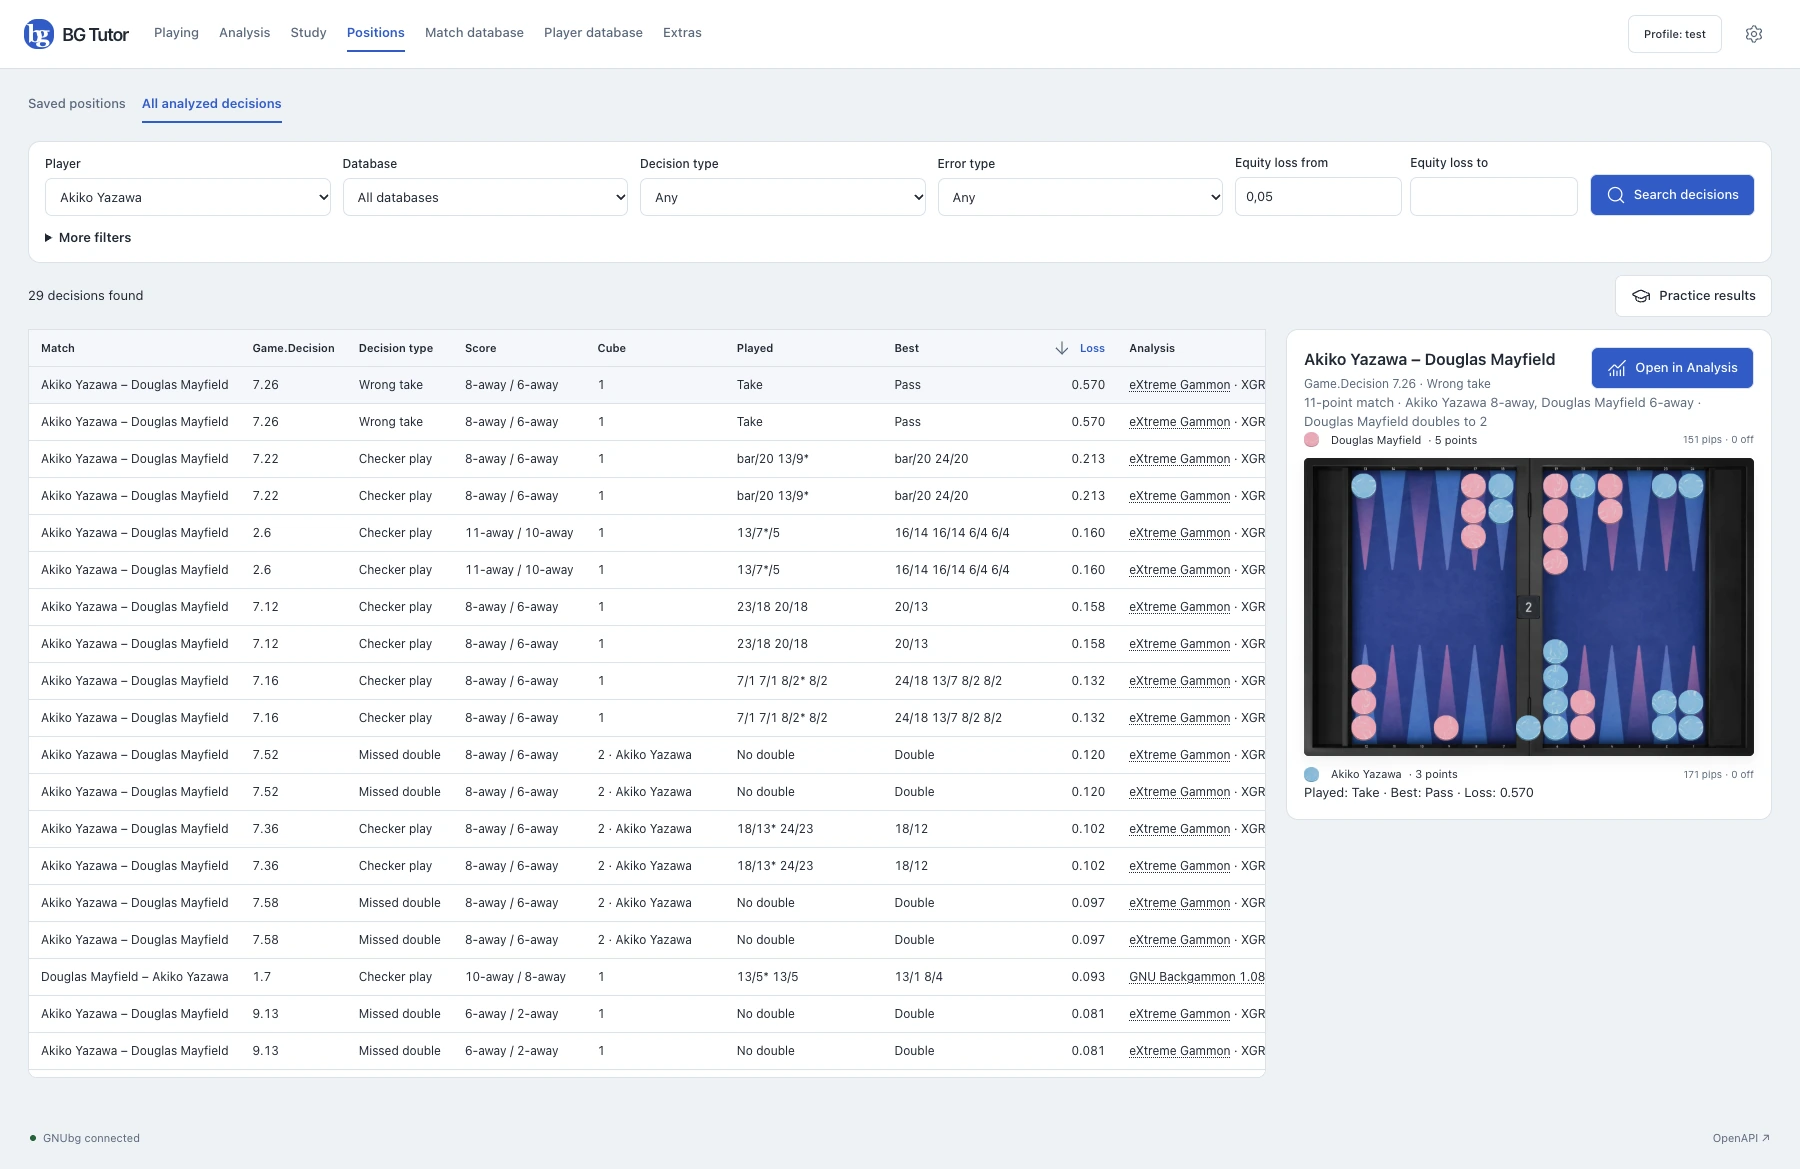 bg BG Tutor Playing Analysis Study Positions Match database Player database Extras Profile: test
Saved positions All analyzed decisions
Player Database Decision type Error type Equity loss from Equity loss to
Akiko Yazawa All databases Any Any 0,05 Search decisions
More filters
29 decisions found Practice results
Match Game.Decision Decision type Score Cube Played Best Loss Analysis
Akiko Yazawa – Douglas Mayfield 7.26 Wrong take 8-away / 6-away 1 Take Pass 0.570 eXtreme Gammon · XGR
Akiko Yazawa – Douglas Mayfield 7.26 Wrong take 8-away / 6-away 1 Take Pass 0.570 eXtreme Gammon · XGR
Akiko Yazawa – Douglas Mayfield 7.22 Checker play 8-away / 6-away 1 bar/20 13/9* bar/20 24/20 0.213 eXtreme Gammon · XGR
Akiko Yazawa – Douglas Mayfield 7.22 Checker play 8-away / 6-away 1 bar/20 13/9* bar/20 24/20 0.213 eXtreme Gammon · XGR
Akiko Yazawa – Douglas Mayfield 2.6 Checker play 11-away / 10-away 1 13/7*/5 16/14 16/14 6/4 6/4 0.160 eXtreme Gammon · XGR
Akiko Yazawa – Douglas Mayfield 2.6 Checker play 11-away / 10-away 1 13/7*/5 16/14 16/14 6/4 6/4 0.160 eXtreme Gammon · XGR
Akiko Yazawa – Douglas Mayfield 7.12 Checker play 8-away / 6-away 1 23/18 20/18 20/13 0.158 eXtreme Gammon · XGR
Akiko Yazawa – Douglas Mayfield 7.12 Checker play 8-away / 6-away 1 23/18 20/18 20/13 0.158 eXtreme Gammon · XGR
Akiko Yazawa – Douglas Mayfield 7.16 Checker play 8-away / 6-away 1 7/1 7/1 8/2* 8/2 24/18 13/7 8/2 8/2 0.132 eXtreme Gammon · XGR
Akiko Yazawa – Douglas Mayfield 7.16 Checker play 8-away / 6-away 1 7/1 7/1 8/2* 8/2 24/18 13/7 8/2 8/2 0.132 eXtreme Gammon · XGR
Akiko Yazawa – Douglas Mayfield 7.52 Missed double 8-away / 6-away 2 · Akiko Yazawa No double Double 0.120 eXtreme Gammon · XGR
Akiko Yazawa – Douglas Mayfield 7.52 Missed double 8-away / 6-away 2 · Akiko Yazawa No double Double 0.120 eXtreme Gammon · XGR
Akiko Yazawa – Douglas Mayfield 7.36 Checker play 8-away / 6-away 2 · Akiko Yazawa 18/13* 24/23 18/12 0.102 eXtreme Gammon · XGR
Akiko Yazawa – Douglas Mayfield 7.36 Checker play 8-away / 6-away 2 · Akiko Yazawa 18/13* 24/23 18/12 0.102 eXtreme Gammon · XGR
Akiko Yazawa – Douglas Mayfield 7.58 Missed double 8-away / 6-away 2 · Akiko Yazawa No double Double 0.097 eXtreme Gammon · XGR
Akiko Yazawa – Douglas Mayfield 7.58 Missed double 8-away / 6-away 2 · Akiko Yazawa No double Double 0.097 eXtreme Gammon · XGR
Douglas Mayfield – Akiko Yazawa 1.7 Checker play 10-away / 8-away 1 13/5* 13/5 13/1 8/4 0.093 GNU Backgammon 1.08
Akiko Yazawa – Douglas Mayfield 9.13 Missed double 6-away / 2-away 1 No double Double 0.081 eXtreme Gammon · XGR
Akiko Yazawa – Douglas Mayfield 9.13 Missed double 6-away / 2-away 1 No double Double 0.081 eXtreme Gammon · XGR
Akiko Yazawa – Douglas Mayfield Open in Analysis
Game.Decision 7.26 · Wrong take
11-point match · Akiko Yazawa 8-away, Douglas Mayfield 6-away ·
Douglas Mayfield doubles to 2
Douglas Mayfield · 5 points 151 pips · 0 off
2
Akiko Yazawa · 3 points 171 pips · 0 off
Played: Take · Best: Pass · Loss: 0.570
GNUbg connected OpenAPI ↗